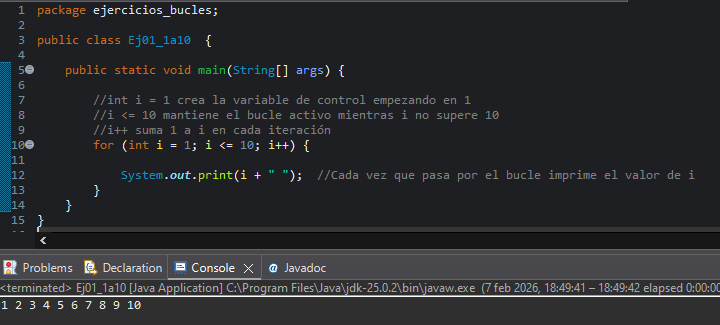 1 package ejercicios_bucles;
2
3 public class Ej01_1a10 {
4
5 public static void main(String[] args) {
6
7 //int i = 1 crea la variable de control empezando en 1
8 //i <= 10 mantiene el bucle activo mientras i no supere 10
9 //i++ suma 1 a i en cada iteración
10 for (int i = 1; i <= 10; i++) {
11
12 System.out.print(i + " "); //Cada vez que pasa por el bucle imprime el valor de i
13 }
14 }
15 }
Problems Declaration Console Javadoc
<terminated> Ej01_1a10 [Java Application] C:\Program Files\Java\jdk-25.0.2\bin\javaw.exe (7 feb 2026, 18:49:41 – 18:49:42 elapsed 0:00:00
1 2 3 4 5 6 7 8 9 10